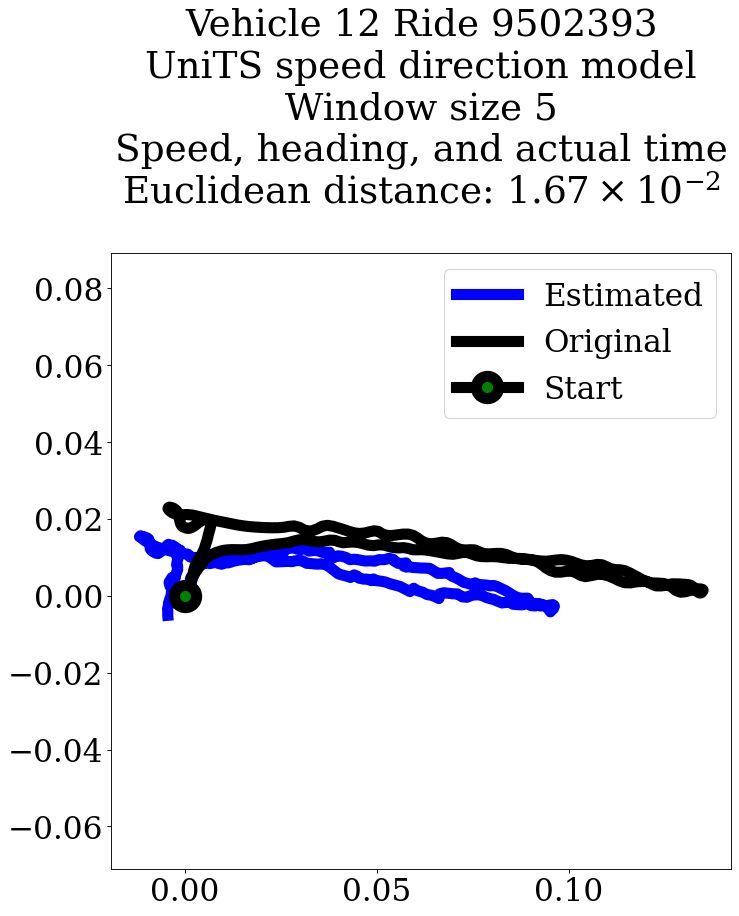 Vehicle 12 Ride 9502393
UniTS speed direction model
Window size 5
Speed, heading, and actual time
Euclidean distance: 1.67 × 10⁻²
Estimated
Original
Start
0.08
0.06
0.04
0.02
0.00
−0.02
−0.04
−0.06
0.00 0.05 0.10